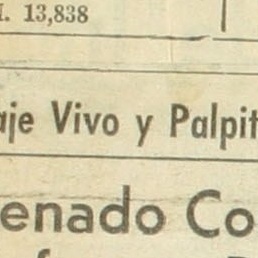 I. 13,838
aje Vivo y Palpit
enado Co